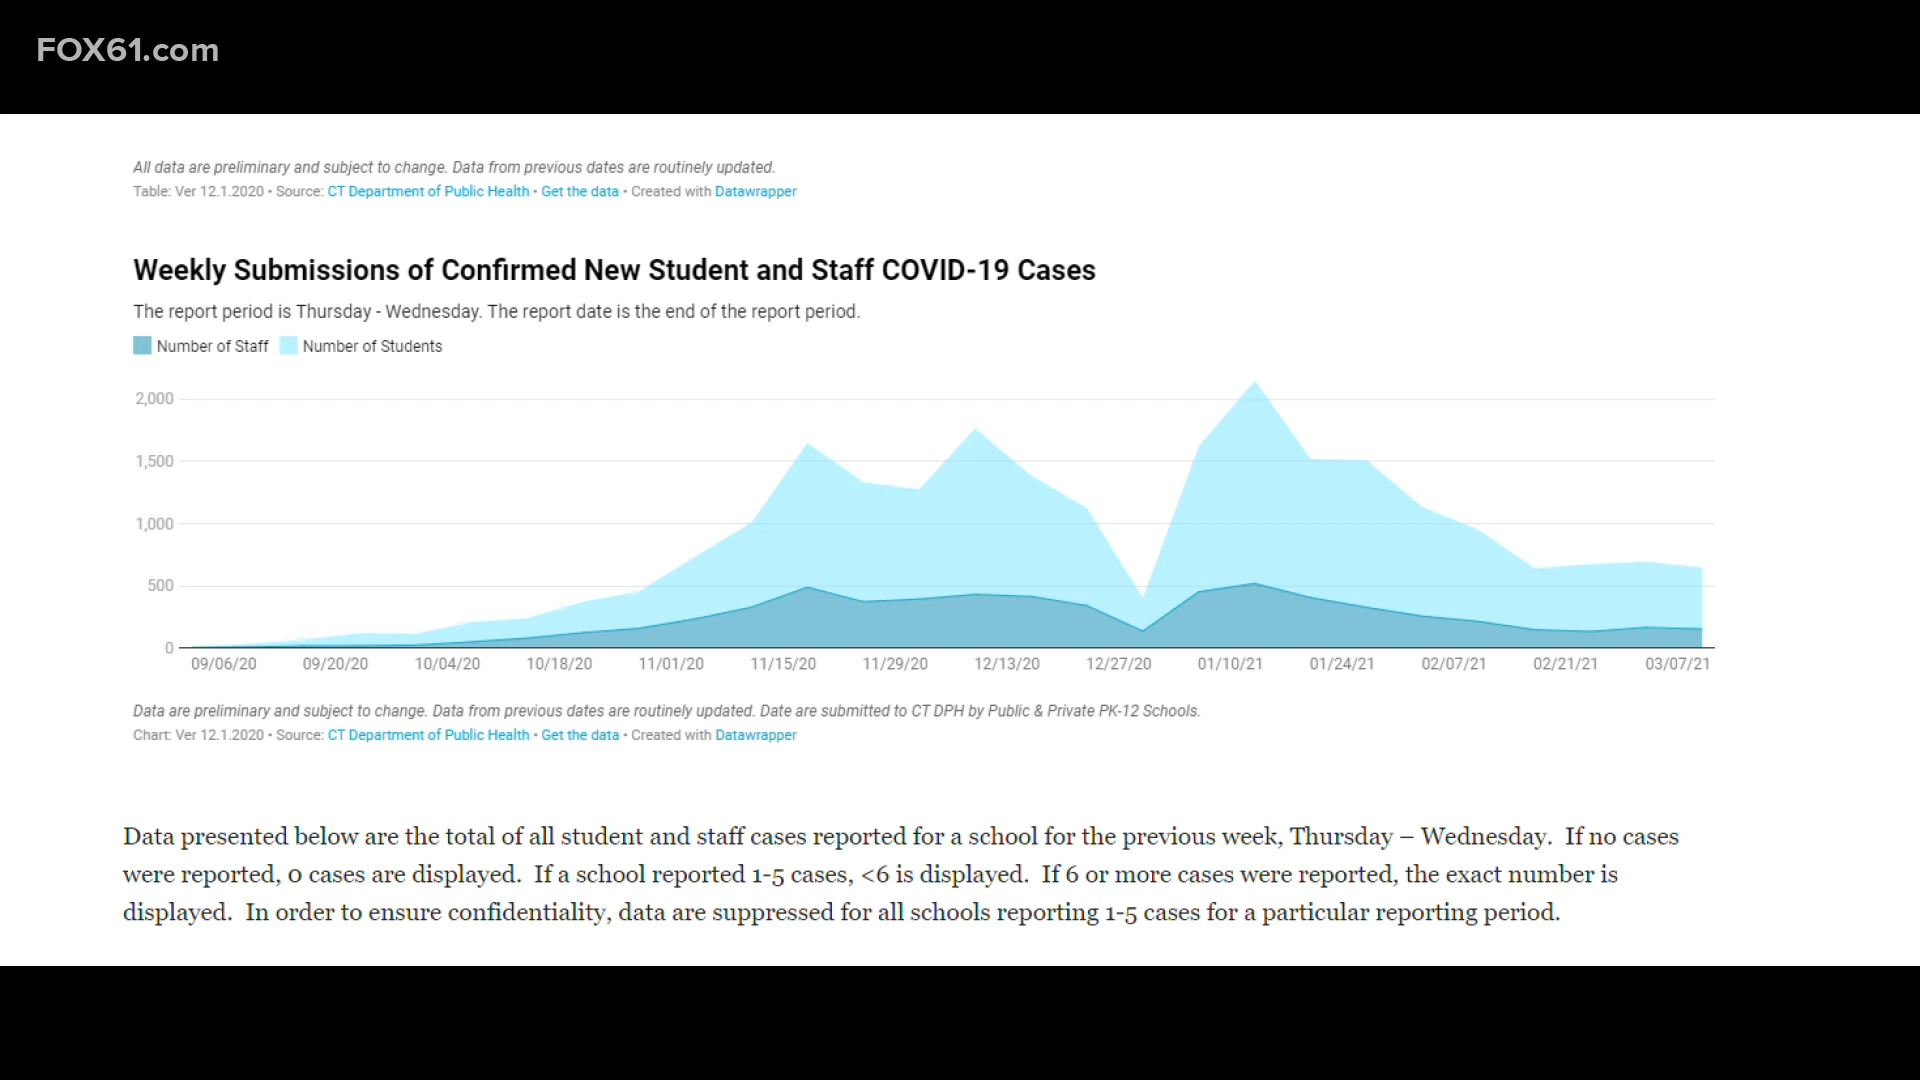 FOX61.com
All data are preliminary and subject to change. Data from previous dates are routinely updated.
Table: Ver 12.1.2020 • Source: CT Department of Public Health • Get the data • Created with Datawrapper
Weekly Submissions of Confirmed New Student and Staff COVID-19 Cases
The report period is Thursday - Wednesday. The report date is the end of the report period.
Number of Staff Number of Students
2,000
1,500
1,000
500
0
09/06/20 09/20/20 10/04/20 10/18/20 11/01/20 11/15/20 11/29/20 12/13/20 12/27/20 01/10/21 01/24/21 02/07/21 02/21/21 03/07/21
Data are preliminary and subject to change. Data from previous dates are routinely updated. Date are submitted to CT DPH by Public & Private PK-12 Schools.
Chart: Ver 12.1.2020 • Source: CT Department of Public Health • Get the data • Created with Datawrapper
Data presented below are the total of all student and staff cases reported for a school for the previous week, Thursday – Wednesday.  If no cases
were reported, 0 cases are displayed.  If a school reported 1-5 cases, <6 is displayed.  If 6 or more cases were reported, the exact number is
displayed.  In order to ensure confidentiality, data are suppressed for all schools reporting 1-5 cases for a particular reporting period.